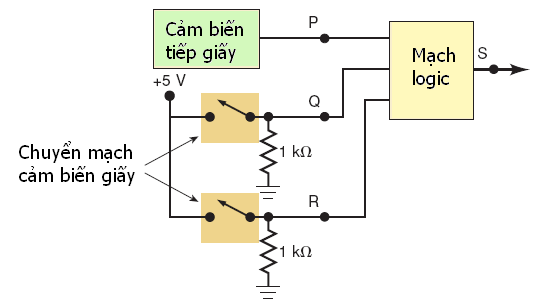 Cảm biến
tiếp giấy
P
Mạch
logic
S
+5 V
Q
1 kΩ
Chuyển mạch
cảm biến giấy
R
1 kΩ